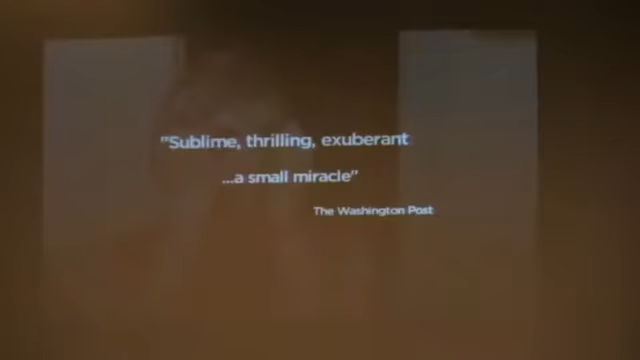 "Sublime, thrilling, exuberant
...a small miracle"
The Washington Post